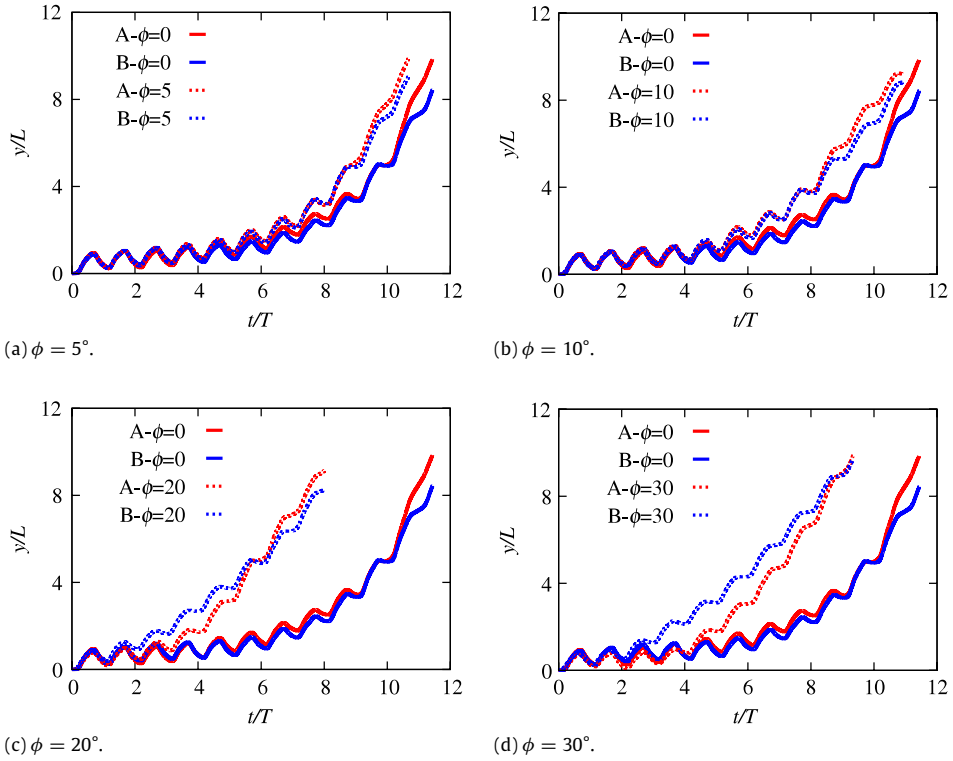 12
8
4
0
y/L
A-ϕ=0
B-ϕ=0
A-ϕ=5
B-ϕ=5
0 2 4 6 8 10 12
t/T
(a) ϕ = 5°.
12
8
4
0
y/L
A-ϕ=0
B-ϕ=0
A-ϕ=10
B-ϕ=10
0 2 4 6 8 10 12
t/T
(b) ϕ = 10°.
12
8
4
0
y/L
A-ϕ=0
B-ϕ=0
A-ϕ=20
B-ϕ=20
0 2 4 6 8 10 12
t/T
(c) ϕ = 20°.
12
8
4
0
y/L
A-ϕ=0
B-ϕ=0
A-ϕ=30
B-ϕ=30
0 2 4 6 8 10 12
t/T
(d) ϕ = 30°.